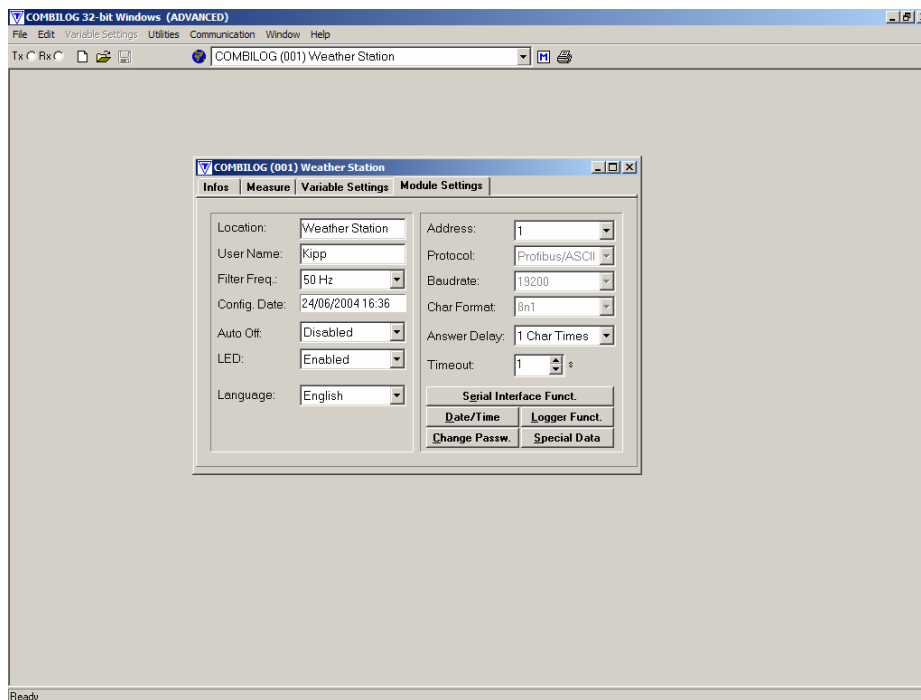 COMBILOG 32-bit Windows (ADVANCED)
File Edit Variable Settings Utilities Communication Window Help
Tx Rx COMBILOG (001) Weather Station M
COMBILOG (001) Weather Station
Infos Measure Variable Settings Module Settings
Location: Weather Station
User Name: Kipp
Filter Freq.: 50 Hz
Config. Date: 24/06/2004 16:36
Auto Off: Disabled
LED: Enabled
Language: English
Address: 1
Protocol: Profibus/ASCII
Baudrate: 19200
Char Format: 8n1
Answer Delay: 1 Char Times
Timeout: 1 s
Serial Interface Funct.
Date/Time Logger Funct.
Change Passw. Special Data
Ready